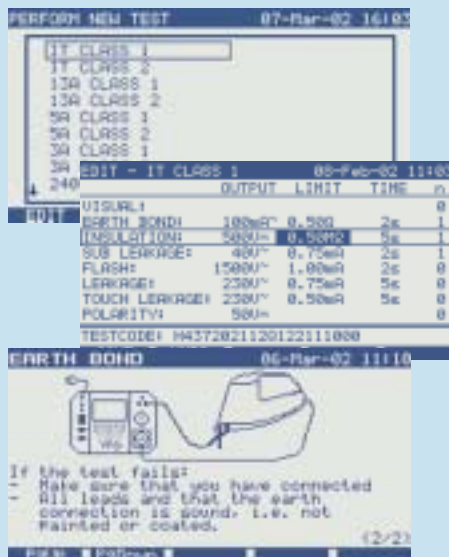 PERFORM NEW TEST 07-Mar-02 16:03
IT CLASS 1
IT CLASS 2
13A CLASS 1
13A CLASS 2
5A CLASS 1
5A CLASS 2
3A CLASS 1
3A
240
EDIT
EDIT - IT CLASS 1 08-Feb-02 11:03
OUTPUT LIMIT TIME n
VISUAL: 0
EARTH BOND: 100mA~ 0.50Ω 2s 1
INSULATION: 500V= 0.50MΩ 5s 1
SUB LEAKAGE: 40V~ 0.75mA 2s 1
FLASH: 1500V~ 1.00mA 2s 0
LEAKAGE: 230V~ 0.75mA 5s 0
TOUCH LEAKAGE: 230V~ 0.50mA 5s 0
POLARITY: 50V= 0
TESTCODE: H4372021120122111000
EARTH BOND 06-Mar-02 11:10
If the test fails:
- Make sure that you have connected
- All leads and that the earth
connection is sound, i.e. not
Painted or coated.
(2/2)